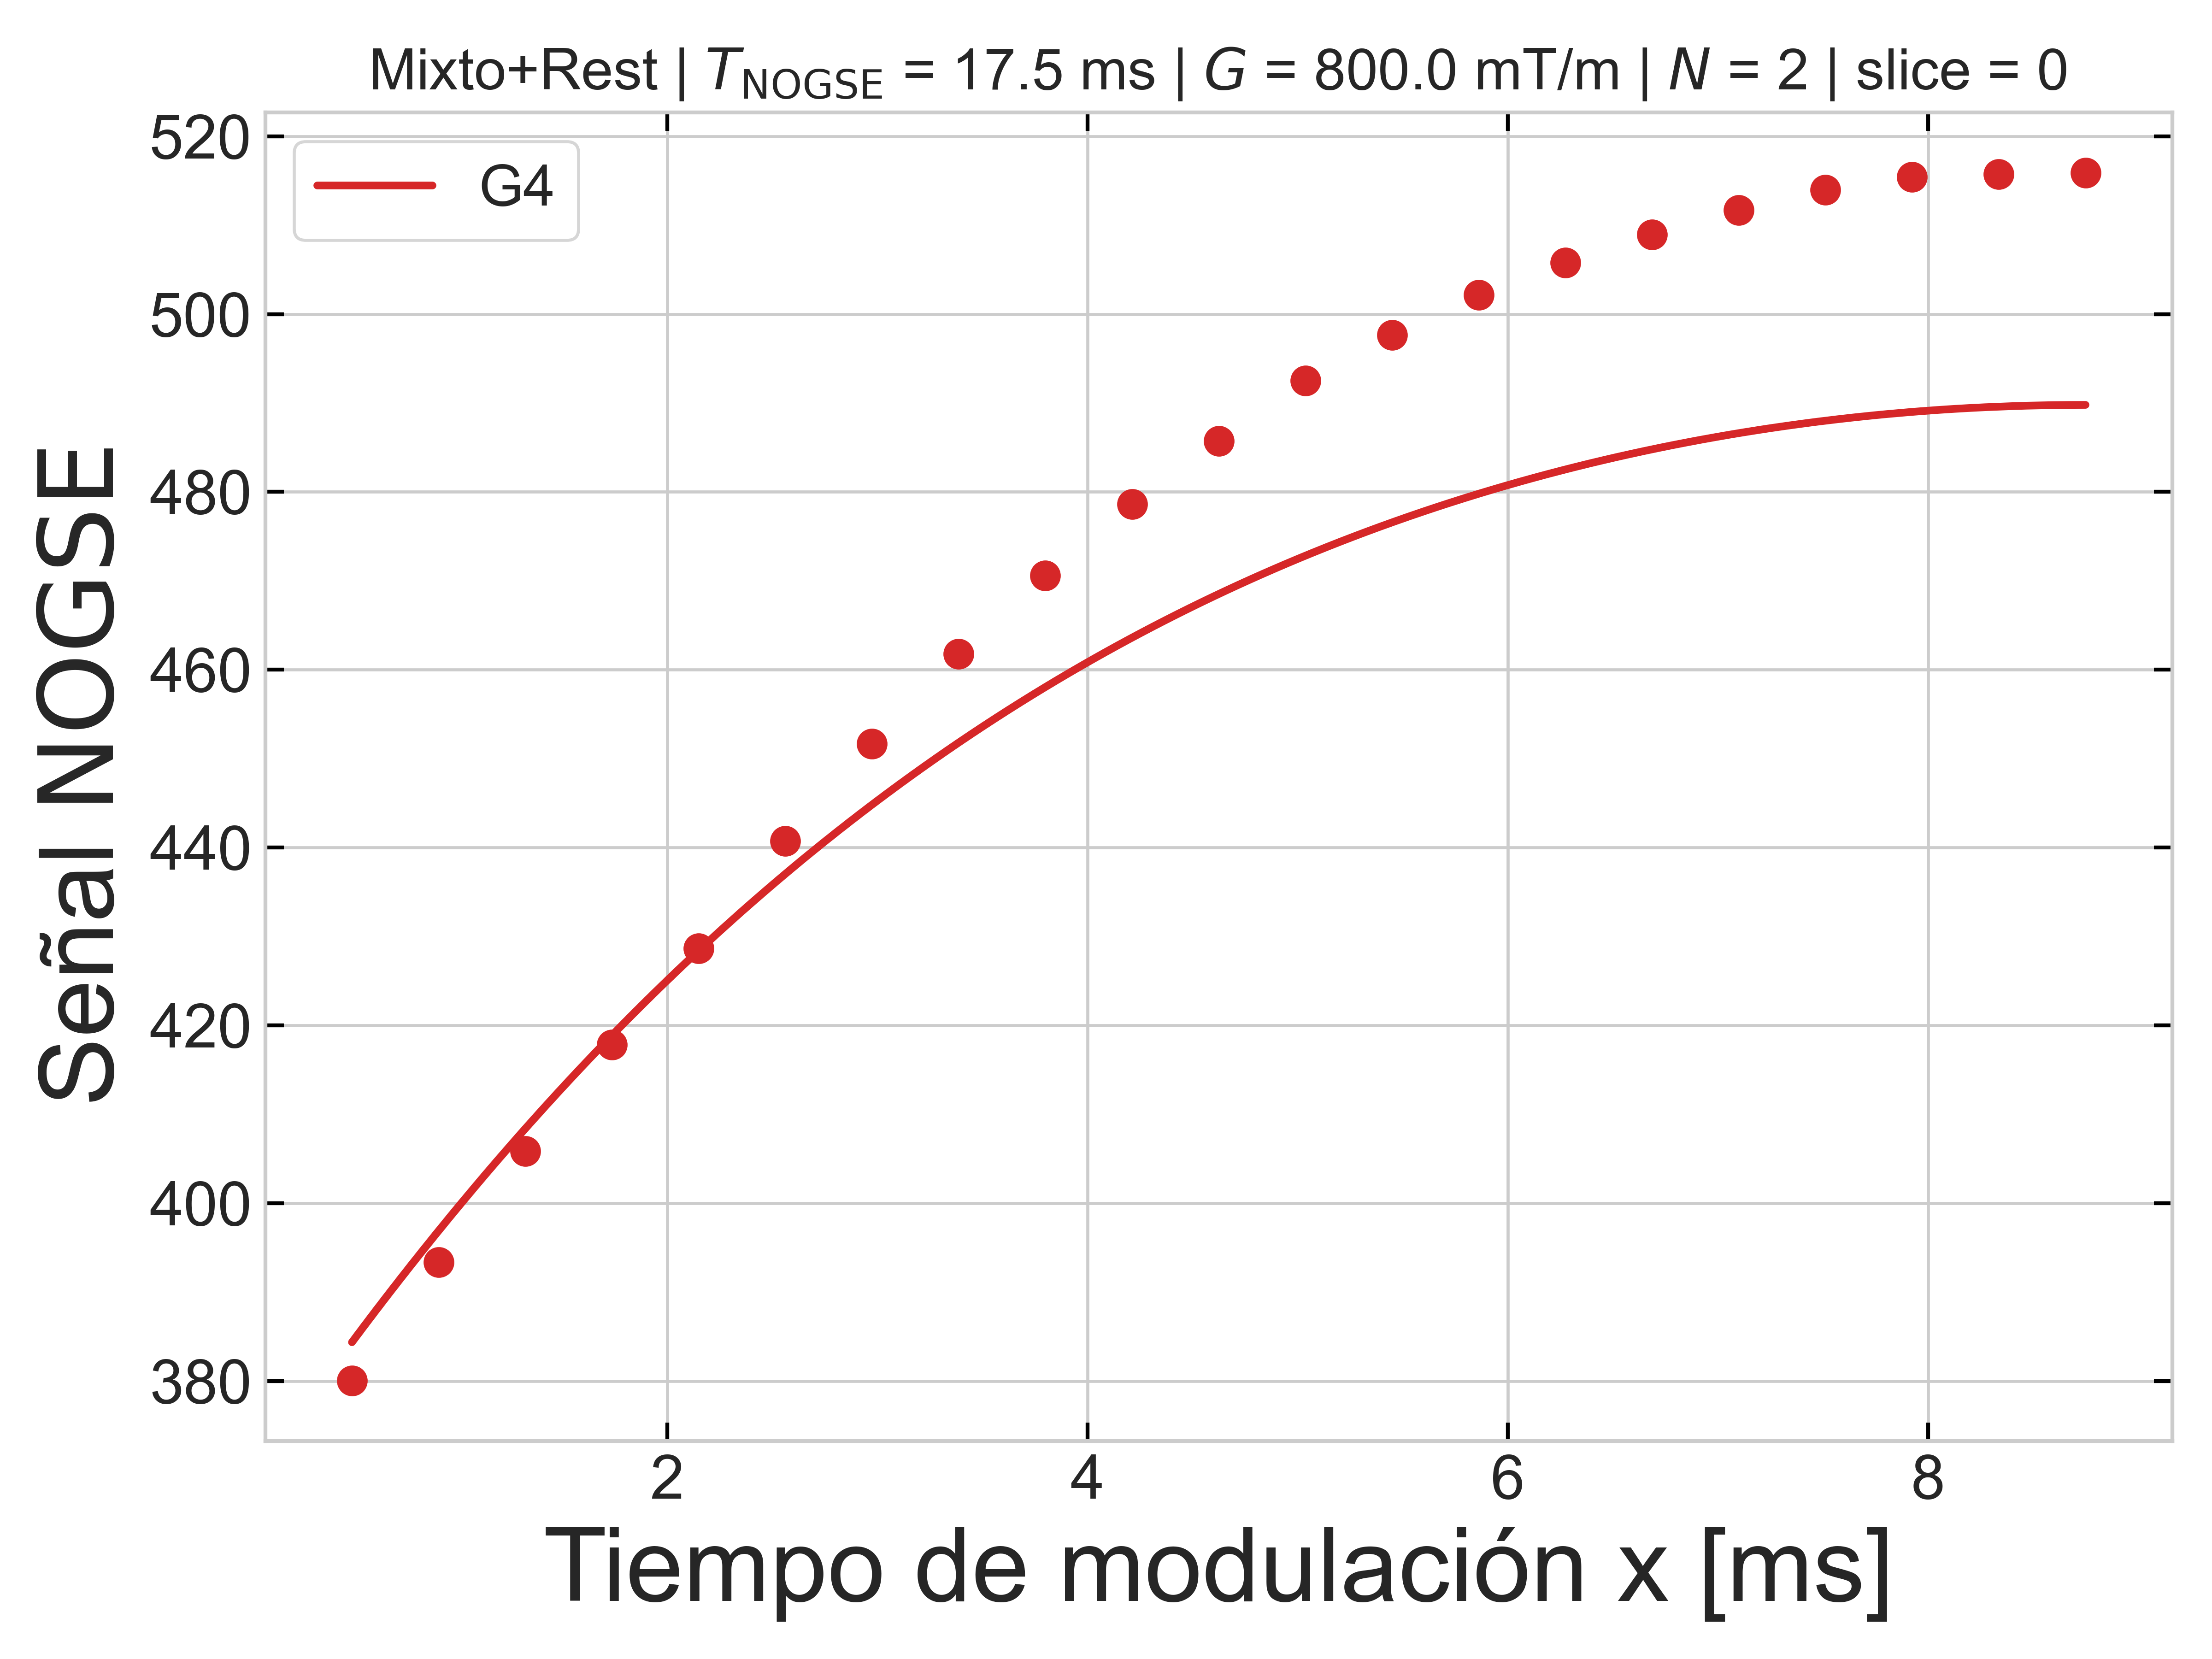 Mixto+Rest | T_NOGSE = 17.5 ms | G = 800.0 mT/m | N = 2 | slice = 0
520
G4
500
480
460
440
420
400
380
Señal NOGSE
2 4 6 8
Tiempo de modulación x [ms]